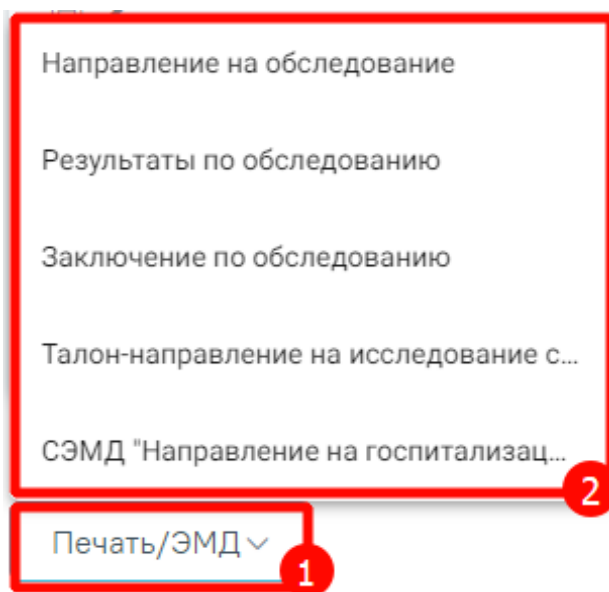 Направление на обследование
Результаты по обследованию
Заключение по обследованию
Талон-направление на исследование с...
СЭМД "Направление на госпитализац...
2
Печать/ЭМД
1